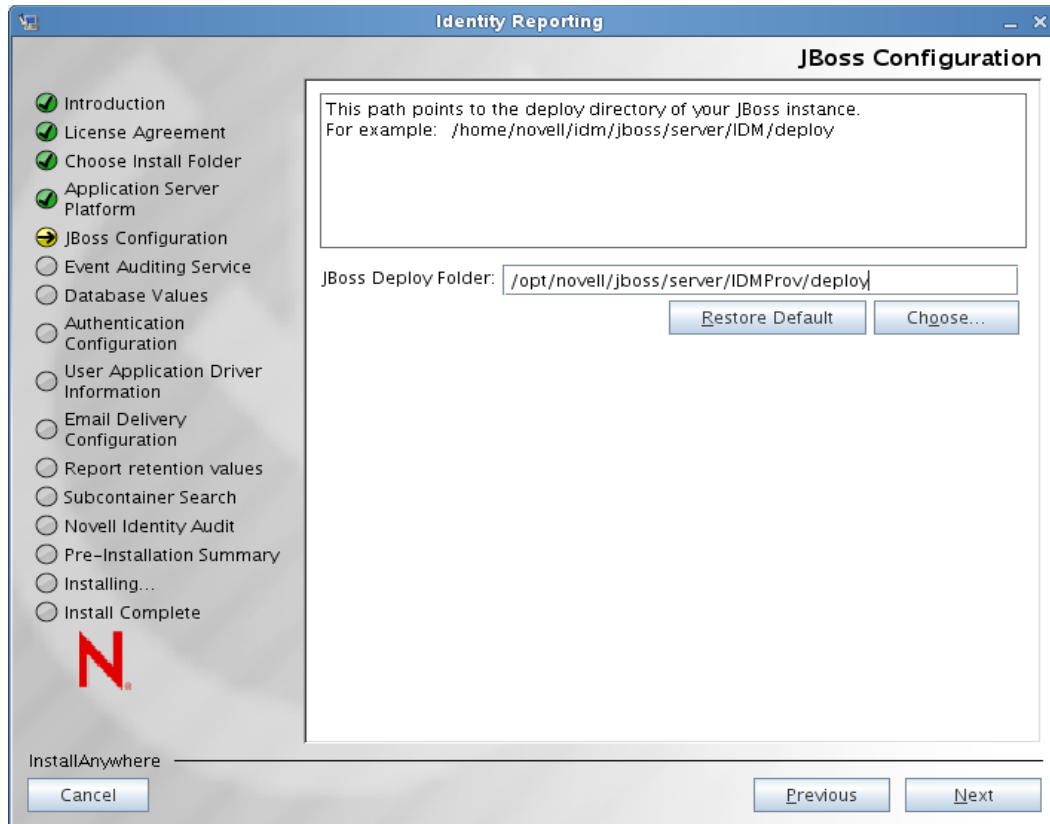 Identity Reporting
JBoss Configuration
Introduction
License Agreement
Choose Install Folder
Application Server
Platform
JBoss Configuration
Event Auditing Service
Database Values
Authentication
Configuration
User Application Driver
Information
Email Delivery
Configuration
Report retention values
Subcontainer Search
Novell Identity Audit
Pre-Installation Summary
Installing...
Install Complete
N®
This path points to the deploy directory of your JBoss instance.
For example: /home/novell/idm/jboss/server/IDM/deploy
JBoss Deploy Folder: /opt/novell/jboss/server/IDMProv/deploy
Restore Default Choose...
InstallAnywhere
Cancel Previous Next